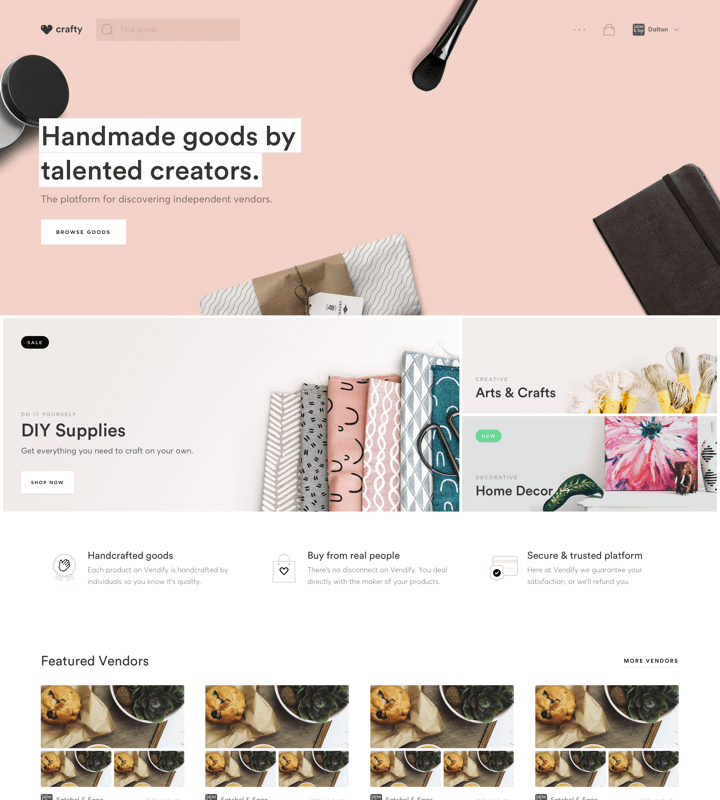 crafty
Find goods
Dalton
Handmade goods by
talented creators.
The platform for discovering independent vendors.
BROWSE GOODS
SALE
DO IT YOURSELF
DIY Supplies
Get everything you need to craft on your own.
SHOP NOW
CREATIVE
Arts & Crafts
NEW
DECORATIVE
Home Decor
Handcrafted goods
Each product on Vendify is handcrafted by
individuals so you know it's quality.
Buy from real people
There's no disconnect on Vendify. You deal
directly with the maker of your products.
Secure & trusted platform
Here at Vendify we guarantee your
satisfaction, or we'll refund you.
Featured Vendors
MORE VENDORS